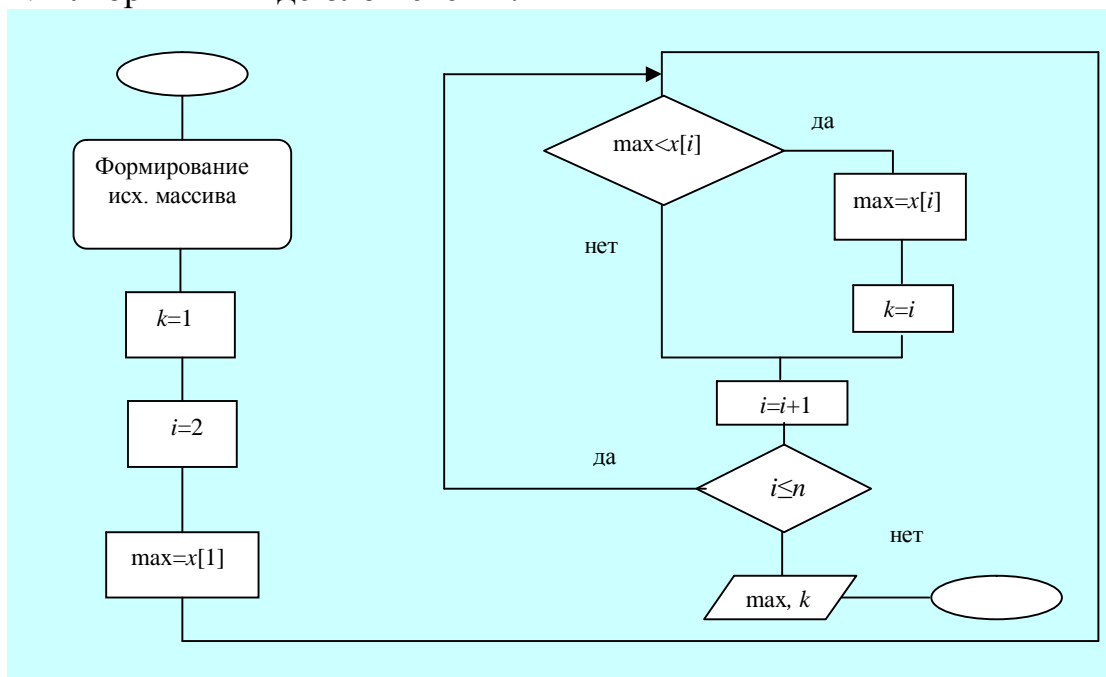 Формирование
исх. массива
k=1
i=2
max=x[1]
max<x[i]
да
max=x[i]
нет
k=i
i=i+1
да
i≤n
нет
max, k